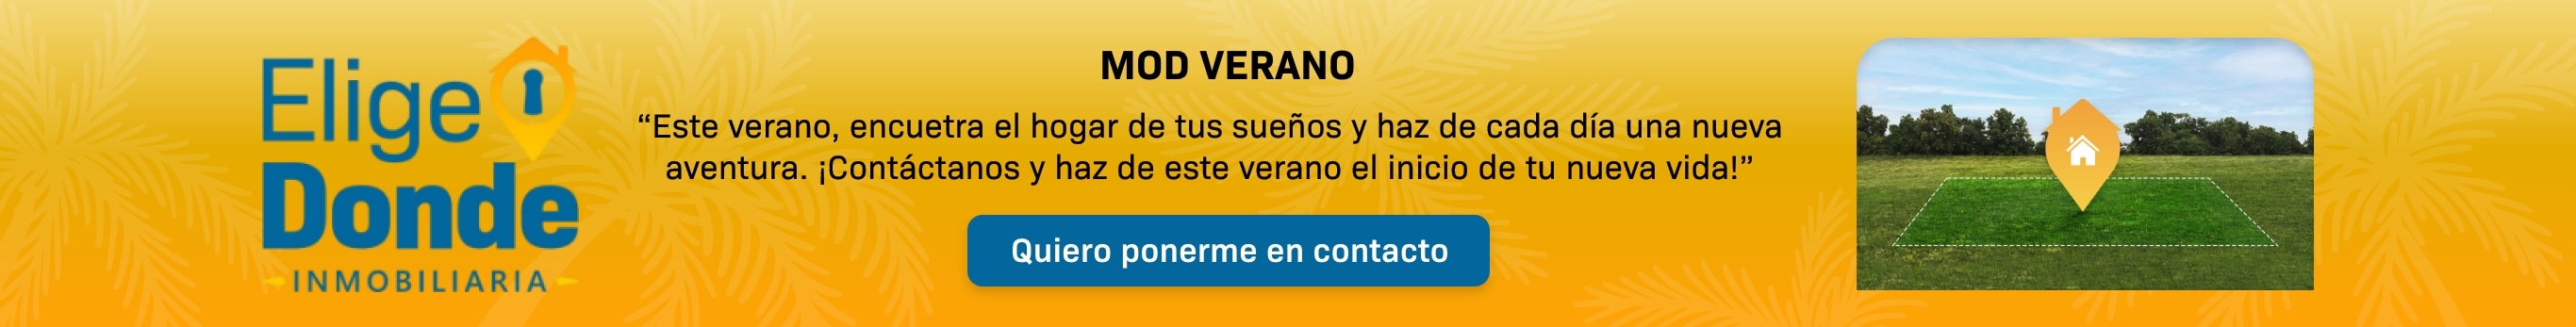 Elige
Donde
INMOBILIARIA
MOD VERANO
“Este verano, encuetra el hogar de tus sueños y haz de cada día una nueva
aventura. ¡Contáctanos y haz de este verano el inicio de tu nueva vida!”
Quiero ponerme en contacto